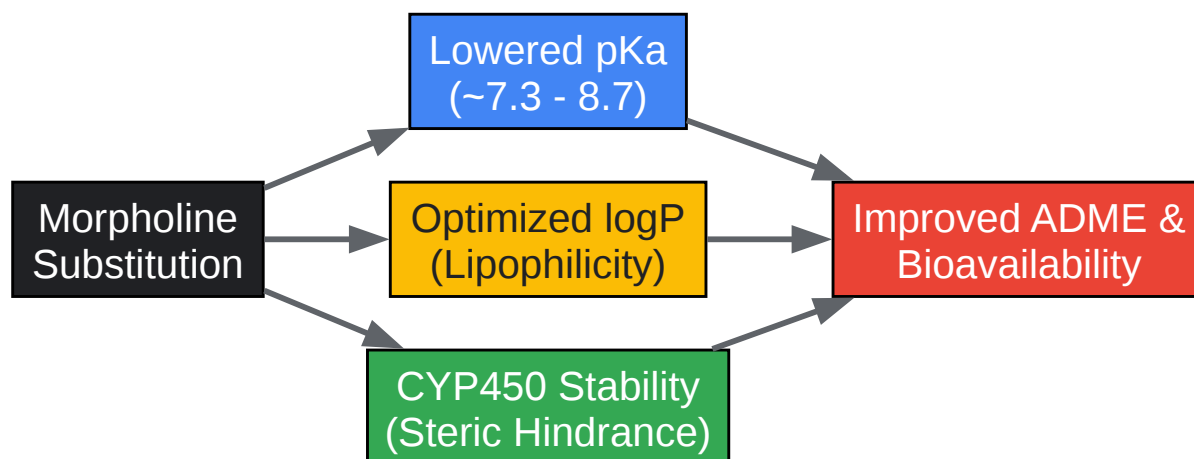 Lowered pKa
(~7.3 - 8.7)
Morpholine
Substitution
Optimized logP
(Lipophilicity)
Improved ADME &
Bioavailability
CYP450 Stability
(Steric Hindrance)